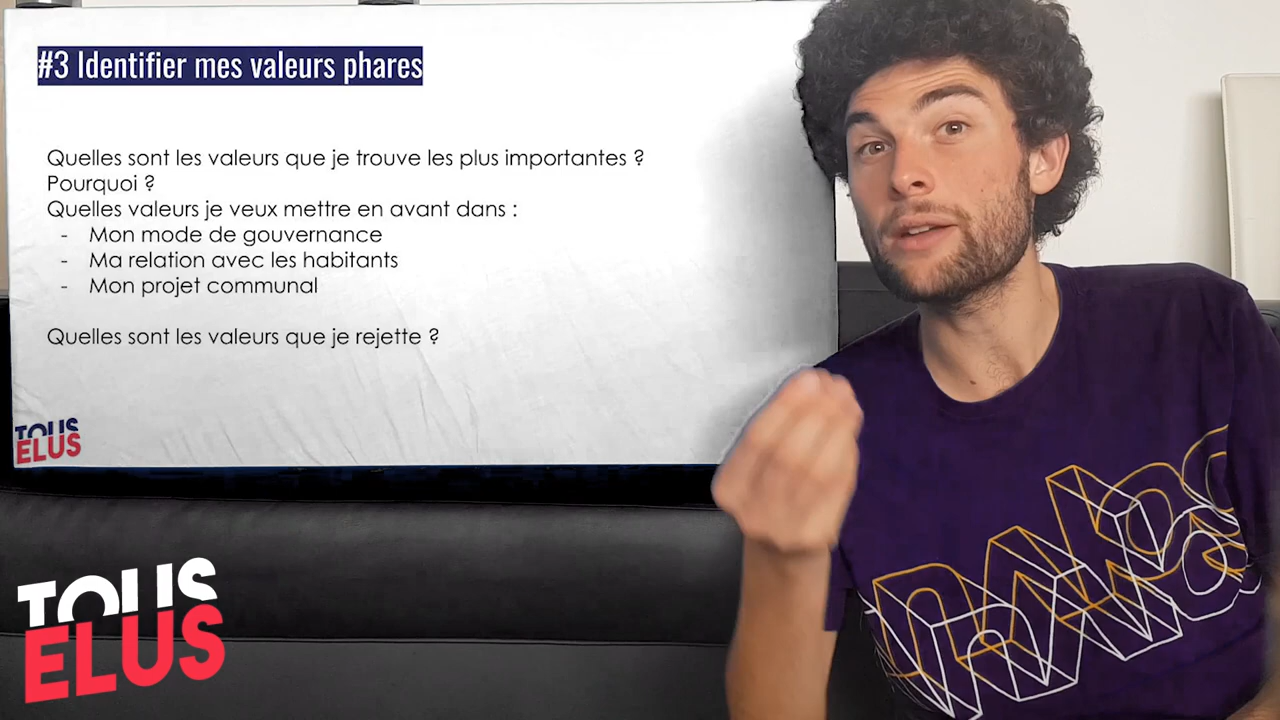 #3 Identifier mes valeurs phares
Quelles sont les valeurs que je trouve les plus importantes ?
Pourquoi ?
Quelles valeurs je veux mettre en avant dans :
- Mon mode de gouvernance
- Ma relation avec les habitants
- Mon projet communal
Quelles sont les valeurs que je rejette ?
TOUS
ELUS
TOUS
ELUS